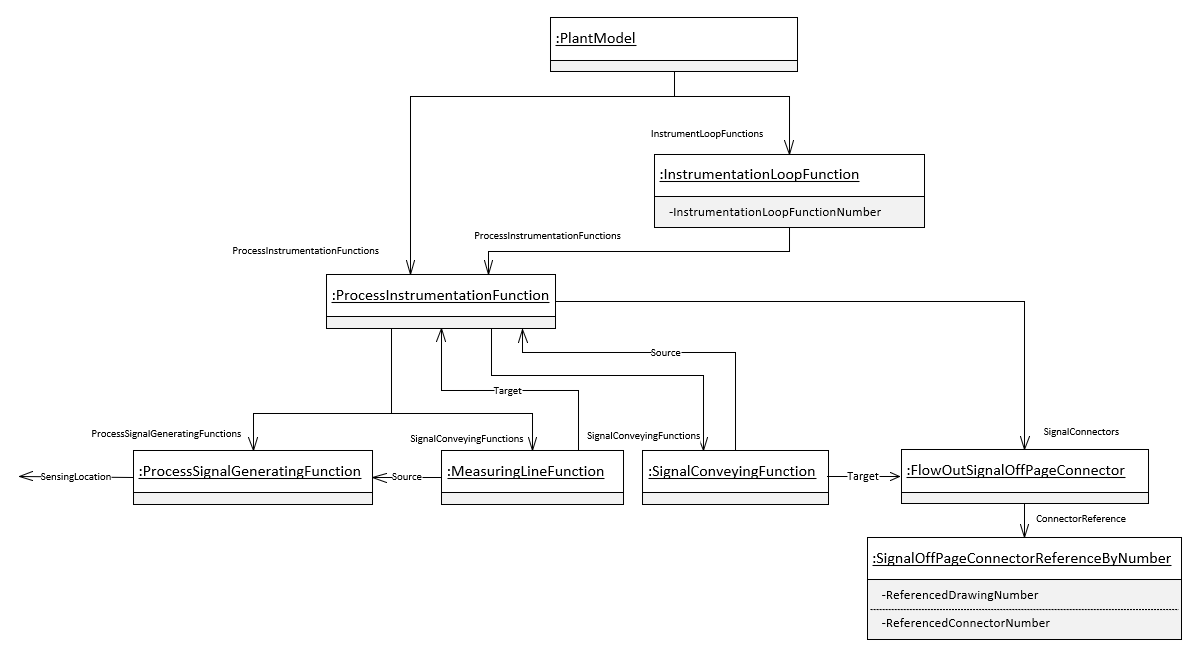 :PlantModel
InstrumentLoopFunctions
:InstrumentationLoopFunction
-InstrumentationLoopFunctionNumber
ProcessInstrumentationFunctions
ProcessInstrumentationFunctions
:ProcessInstrumentationFunction
Source
Target
ProcessSignalGeneratingFunctions
SignalConveyingFunctions
SignalConveyingFunctions
SignalConnectors
SensingLocation
:ProcessSignalGeneratingFunction
Source
:MeasuringLineFunction
:SignalConveyingFunction
Target
:FlowOutSignalOffPageConnector
ConnectorReference
:SignalOffPageConnectorReferenceByNumber
-ReferencedDrawingNumber
-ReferencedConnectorNumber